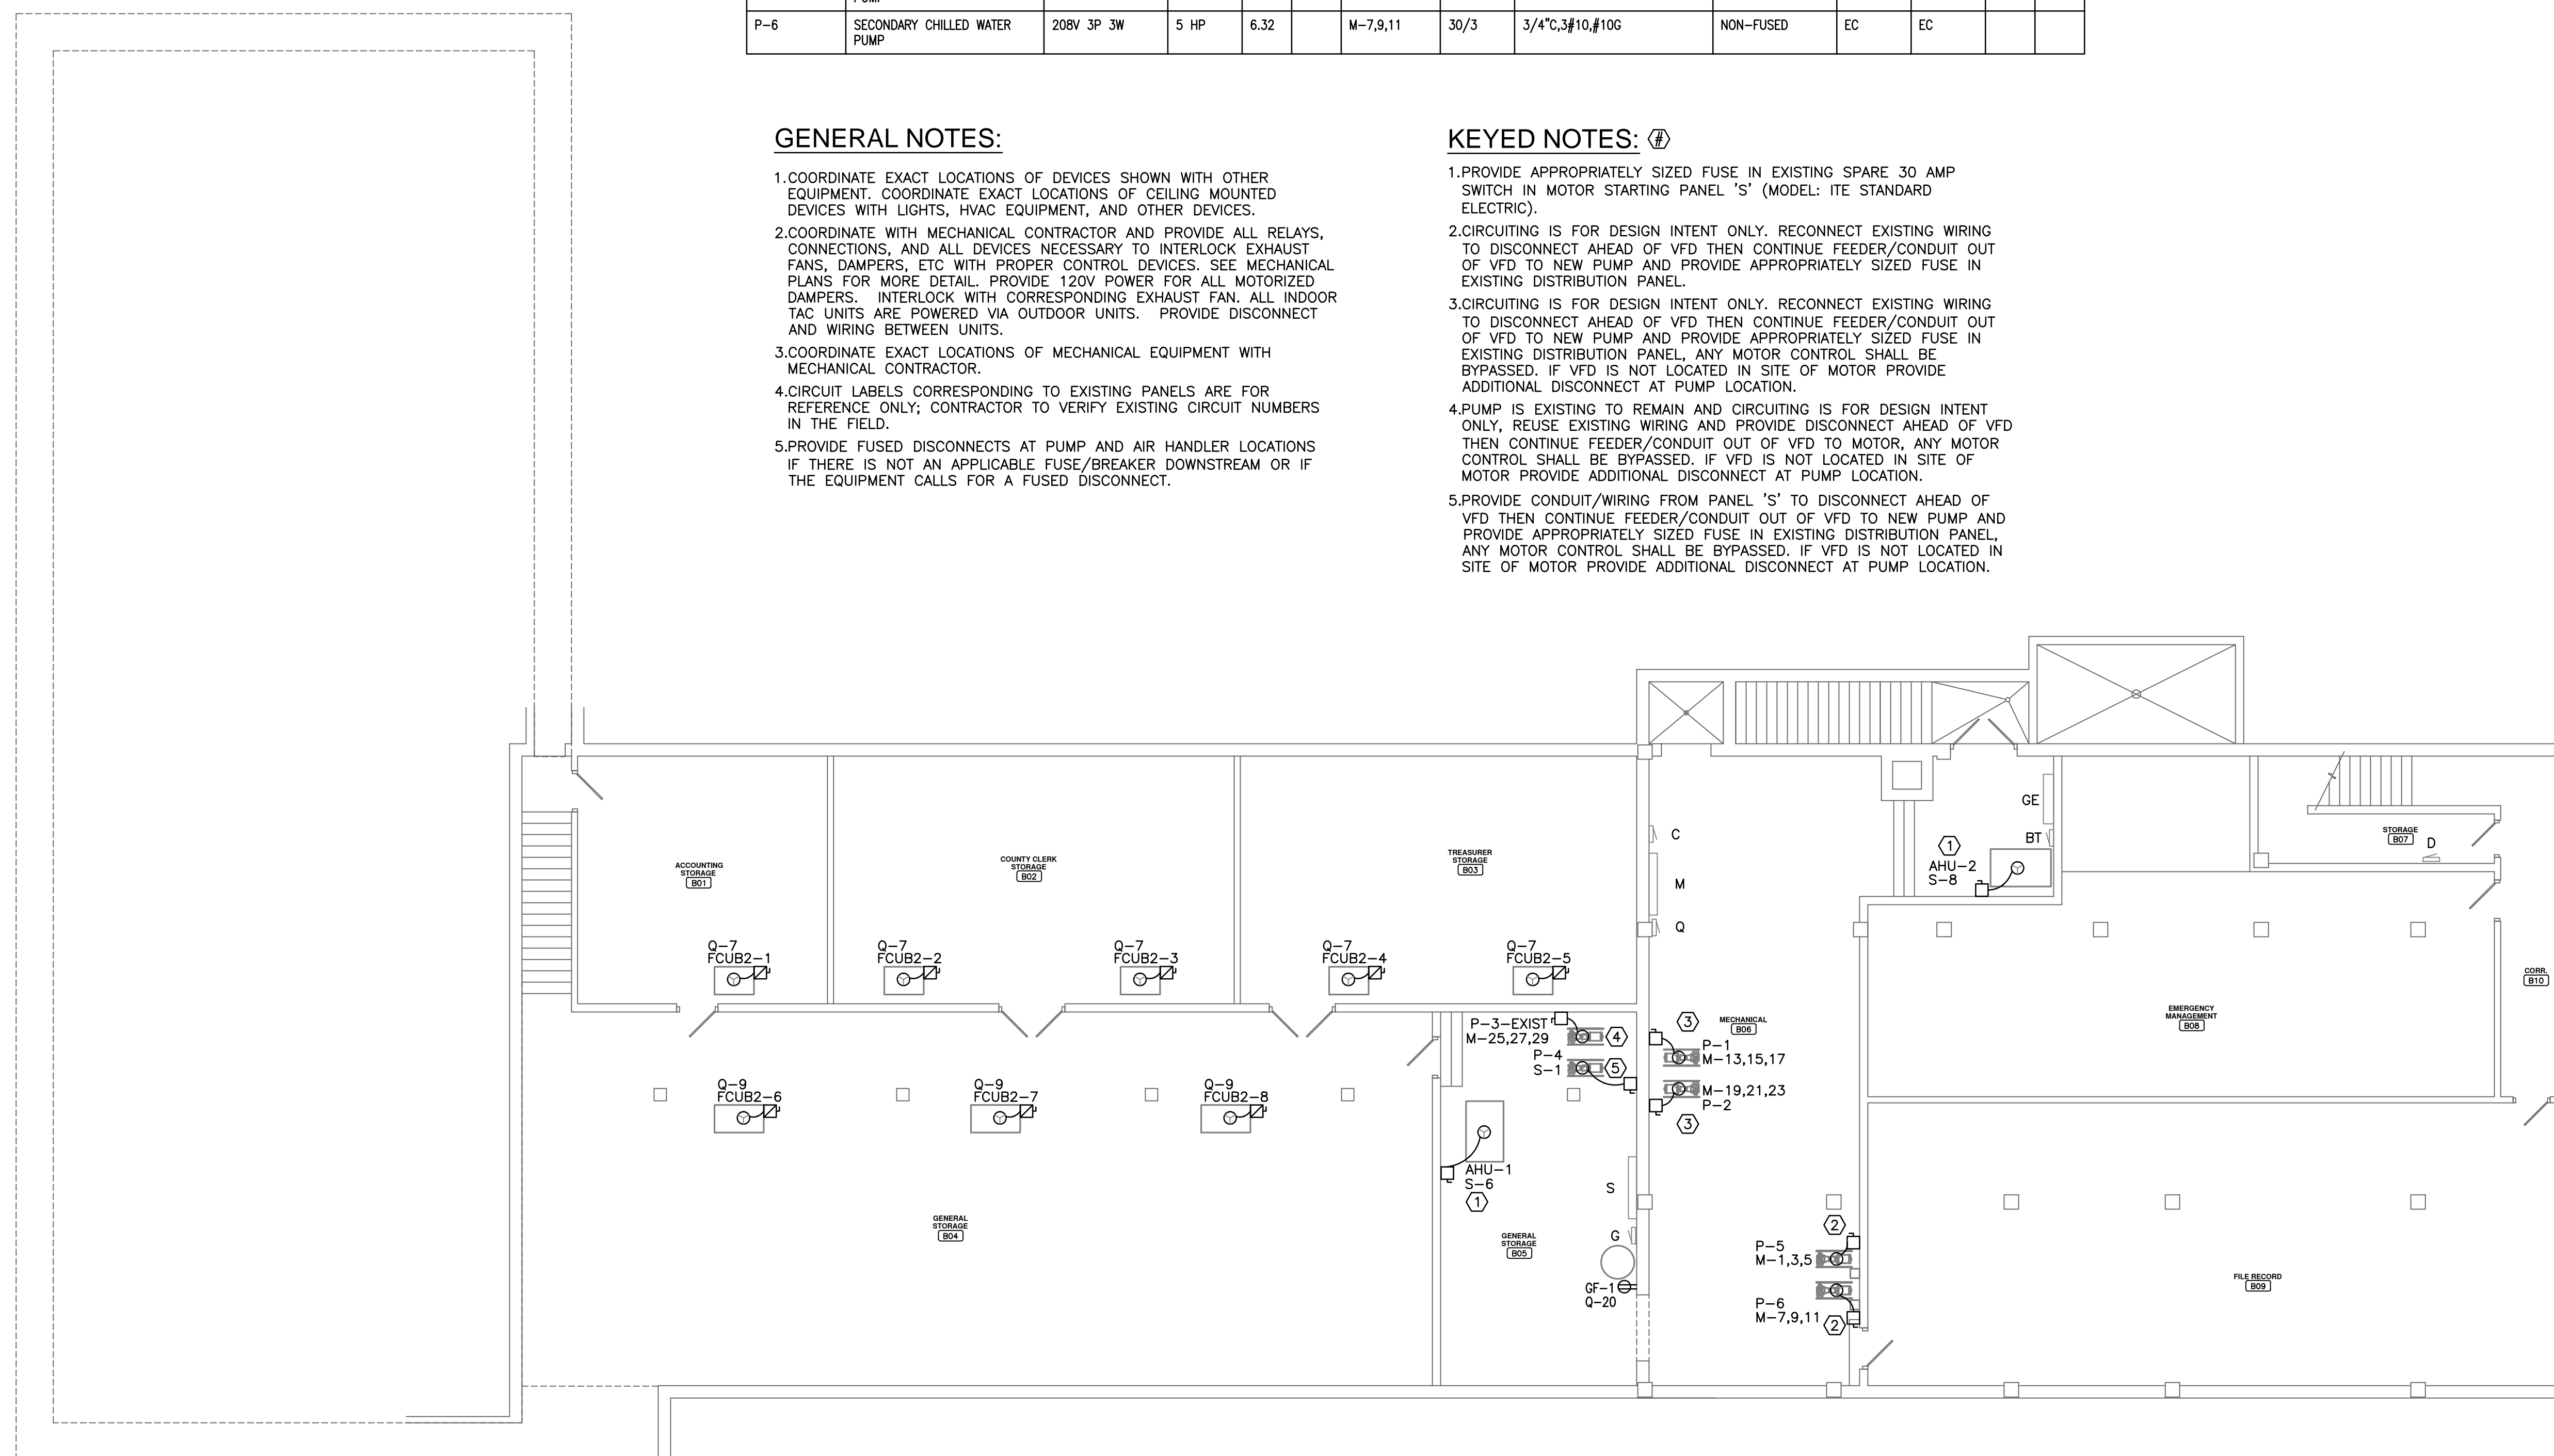 PUMP
P-6 SECONDARY CHILLED WATER 208V 3P 3W 5 HP 6.32 M-7,9,11 30/3 3/4"C,3#10,#10G NON-FUSED EC EC
PUMP
GENERAL NOTES:
1.COORDINATE EXACT LOCATIONS OF DEVICES SHOWN WITH OTHER
EQUIPMENT. COORDINATE EXACT LOCATIONS OF CEILING MOUNTED
DEVICES WITH LIGHTS, HVAC EQUIPMENT, AND OTHER DEVICES.
2.COORDINATE WITH MECHANICAL CONTRACTOR AND PROVIDE ALL RELAYS,
CONNECTIONS, AND ALL DEVICES NECESSARY TO INTERLOCK EXHAUST
FANS, DAMPERS, ETC WITH PROPER CONTROL DEVICES. SEE MECHANICAL
PLANS FOR MORE DETAIL. PROVIDE 120V POWER FOR ALL MOTORIZED
DAMPERS. INTERLOCK WITH CORRESPONDING EXHAUST FAN. ALL INDOOR
TAC UNITS ARE POWERED VIA OUTDOOR UNITS. PROVIDE DISCONNECT
AND WIRING BETWEEN UNITS.
3.COORDINATE EXACT LOCATIONS OF MECHANICAL EQUIPMENT WITH
MECHANICAL CONTRACTOR.
4.CIRCUIT LABELS CORRESPONDING TO EXISTING PANELS ARE FOR
REFERENCE ONLY; CONTRACTOR TO VERIFY EXISTING CIRCUIT NUMBERS
IN THE FIELD.
5.PROVIDE FUSED DISCONNECTS AT PUMP AND AIR HANDLER LOCATIONS
IF THERE IS NOT AN APPLICABLE FUSE/BREAKER DOWNSTREAM OR IF
THE EQUIPMENT CALLS FOR A FUSED DISCONNECT.
KEYED NOTES: #
1.PROVIDE APPROPRIATELY SIZED FUSE IN EXISTING SPARE 30 AMP
SWITCH IN MOTOR STARTING PANEL 'S' (MODEL: ITE STANDARD
ELECTRIC).
2.CIRCUITING IS FOR DESIGN INTENT ONLY. RECONNECT EXISTING WIRING
TO DISCONNECT AHEAD OF VFD THEN CONTINUE FEEDER/CONDUIT OUT
OF VFD TO NEW PUMP AND PROVIDE APPROPRIATELY SIZED FUSE IN
EXISTING DISTRIBUTION PANEL.
3.CIRCUITING IS FOR DESIGN INTENT ONLY. RECONNECT EXISTING WIRING
TO DISCONNECT AHEAD OF VFD THEN CONTINUE FEEDER/CONDUIT OUT
OF VFD TO NEW PUMP AND PROVIDE APPROPRIATELY SIZED FUSE IN
EXISTING DISTRIBUTION PANEL, ANY MOTOR CONTROL SHALL BE
BYPASSED. IF VFD IS NOT LOCATED IN SITE OF MOTOR PROVIDE
ADDITIONAL DISCONNECT AT PUMP LOCATION.
4.PUMP IS EXISTING TO REMAIN AND CIRCUITING IS FOR DESIGN INTENT
ONLY, REUSE EXISTING WIRING AND PROVIDE DISCONNECT AHEAD OF VFD
THEN CONTINUE FEEDER/CONDUIT OUT OF VFD TO MOTOR, ANY MOTOR
CONTROL SHALL BE BYPASSED. IF VFD IS NOT LOCATED IN SITE OF
MOTOR PROVIDE ADDITIONAL DISCONNECT AT PUMP LOCATION.
5.PROVIDE CONDUIT/WIRING FROM PANEL 'S' TO DISCONNECT AHEAD OF
VFD THEN CONTINUE FEEDER/CONDUIT OUT OF VFD TO NEW PUMP AND
PROVIDE APPROPRIATELY SIZED FUSE IN EXISTING DISTRIBUTION PANEL,
ANY MOTOR CONTROL SHALL BE BYPASSED. IF VFD IS NOT LOCATED IN
SITE OF MOTOR PROVIDE ADDITIONAL DISCONNECT AT PUMP LOCATION.
ACCOUNTING
STORAGE
B01
COUNTY CLERK
STORAGE
B02
TREASURER
STORAGE
B03
C
M
Q
GE
BT
1
AHU-2
S-8
STORAGE
B07
D
Q-7
FCUB2-1
Q-7
FCUB2-2
Q-7
FCUB2-3
Q-7
FCUB2-4
Q-7
FCUB2-5
CORR.
B10
EMERGENCY
MANAGEMENT
B08
MECHANICAL
B06
P-3-EXIST
M-25,27,29
4
P-4
S-1
5
3
P-1
M-13,15,17
M-19,21,23
P-2
3
Q-9
FCUB2-6
Q-9
FCUB2-7
Q-9
FCUB2-8
AHU-1
S-6
1
S
G
GENERAL
STORAGE
B04
GENERAL
STORAGE
B05
GF-1
Q-20
2
P-5
M-1,3,5
P-6
M-7,9,11
2
FILE RECORD
B09